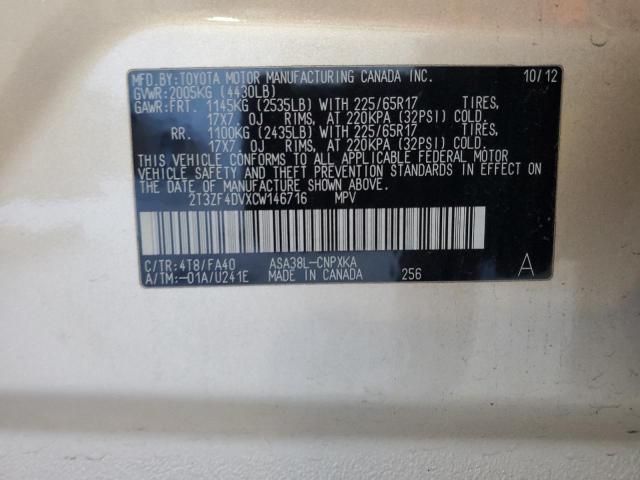 MFD.BY:TOYOTA MOTOR MANUFACTURING CANADA INC. 10/12
GVWR:2005KG (4430LB)
GAWR:FRT. 1145KG (2535LB) WITH 225/65R17 TIRES,
17X7. 0J RIMS, AT 220KPA (32PSI) COLD.
RR. 1100KG (2435LB) WITH 225/65R17 TIRES,
17X7. 0J RIMS, AT 220KPA (32PSI) COLD.
THIS VEHICLE CONFORMS TO ALL APPLICABLE FEDERAL MOTOR
VEHICLE SAFETY AND THEFT PREVENTION STANDARDS IN EFFECT ON
THE DATE OF MANUFACTURE SHOWN ABOVE.
2T3ZF4DVXCW146716 MPV
C/TR:4T8/FA40 ASA38L-CNPXKA
A/TM:-01A/U241E MADE IN CANADA 256 A